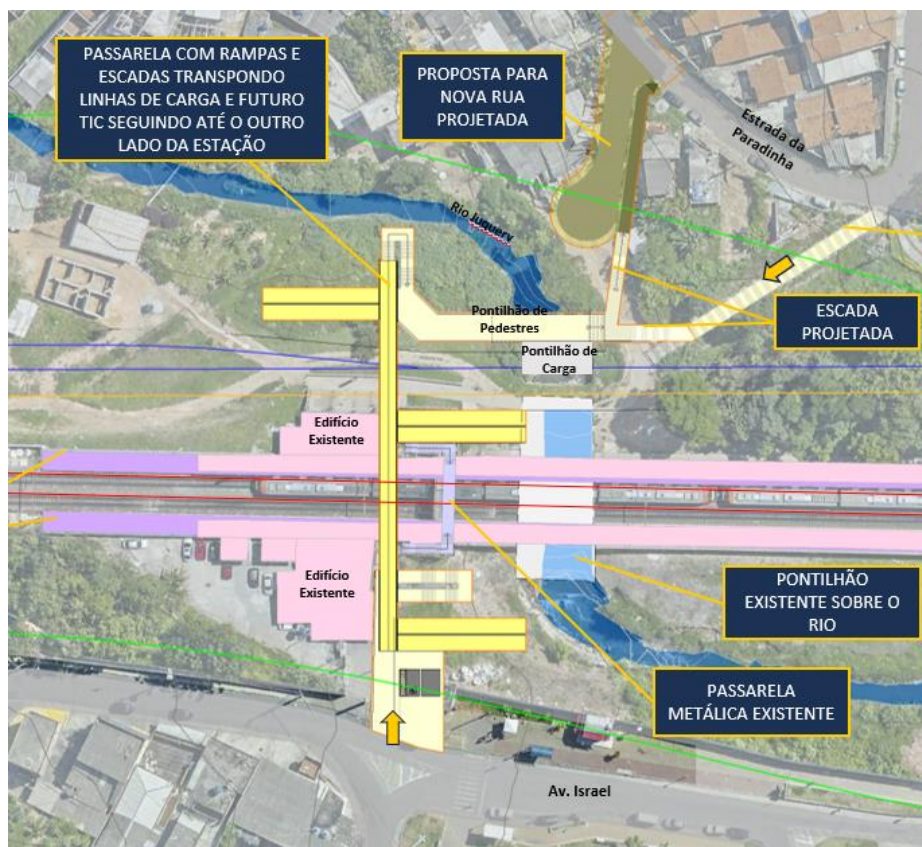 PASSARELA COM RAMPAS E
ESCADAS TRANSPONDO
LINHAS DE CARGA E FUTURO
TIC SEGUINDO ATÉ O OUTRO
LADO DA ESTAÇÃO
PROPOSTA PARA
NOVA RUA
PROJETADA
Estrada da
Paradinha
Rio Juquery
ESCADA
PROJETADA
Pontilhão de
Pedestres
Pontilhão de
Carga
Edifício
Existente
Edifício
Existente
PONTILHÃO
EXISTENTE SOBRE O
RIO
PASSARELA
METÁLICA EXISTENTE
Av. Israel